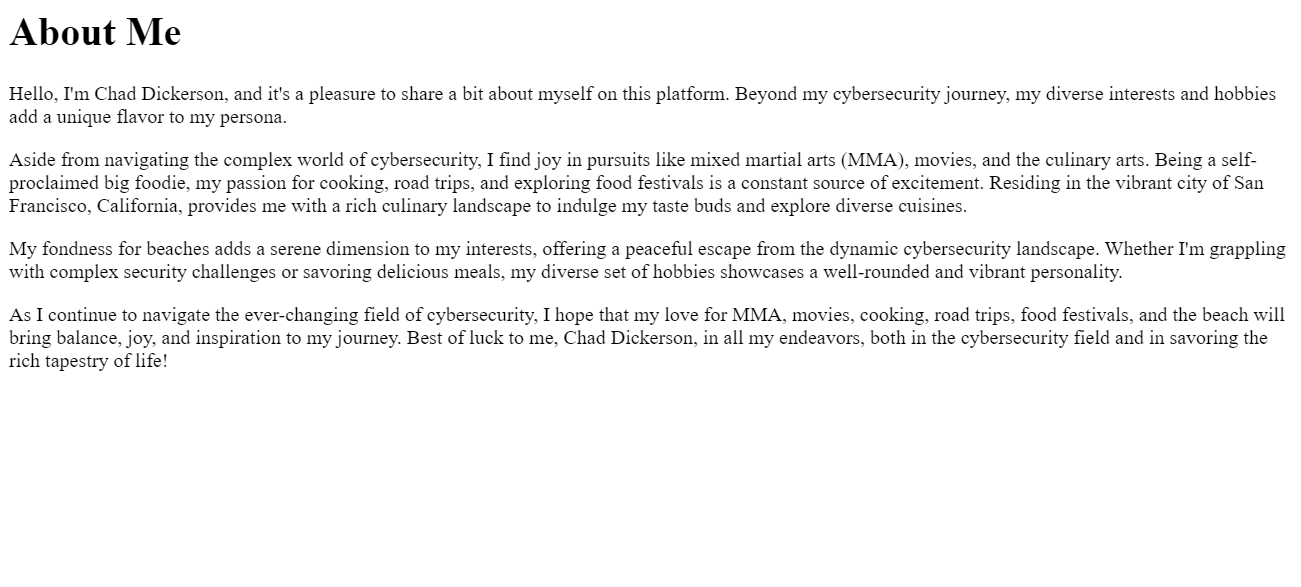 About Me
Hello, I'm Chad Dickerson, and it's a pleasure to share a bit about myself on this platform. Beyond my cybersecurity journey, my diverse interests and hobbies
add a unique flavor to my persona.
Aside from navigating the complex world of cybersecurity, I find joy in pursuits like mixed martial arts (MMA), movies, and the culinary arts. Being a self-
proclaimed big foodie, my passion for cooking, road trips, and exploring food festivals is a constant source of excitement. Residing in the vibrant city of San
Francisco, California, provides me with a rich culinary landscape to indulge my taste buds and explore diverse cuisines.
My fondness for beaches adds a serene dimension to my interests, offering a peaceful escape from the dynamic cybersecurity landscape. Whether I'm grappling
with complex security challenges or savoring delicious meals, my diverse set of hobbies showcases a well-rounded and vibrant personality.
As I continue to navigate the ever-changing field of cybersecurity, I hope that my love for MMA, movies, cooking, road trips, food festivals, and the beach will
bring balance, joy, and inspiration to my journey. Best of luck to me, Chad Dickerson, in all my endeavors, both in the cybersecurity field and in savoring the
rich tapestry of life!